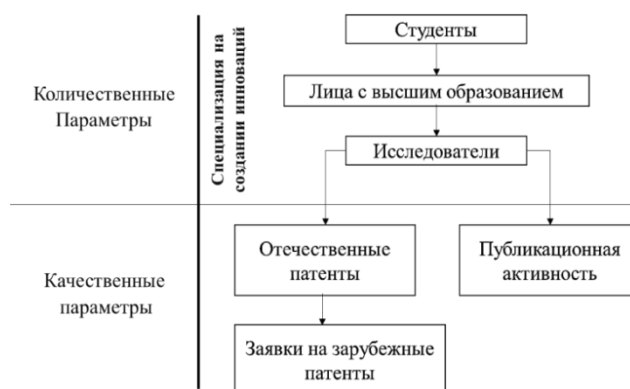 Количественные
Параметры
Специализация на
создании инноваций
Студенты
Лица с высшим образованием
Исследователи
Качественные
параметры
Отечественные
патенты
Публикационная
активность
Заявки на зарубежные
патенты